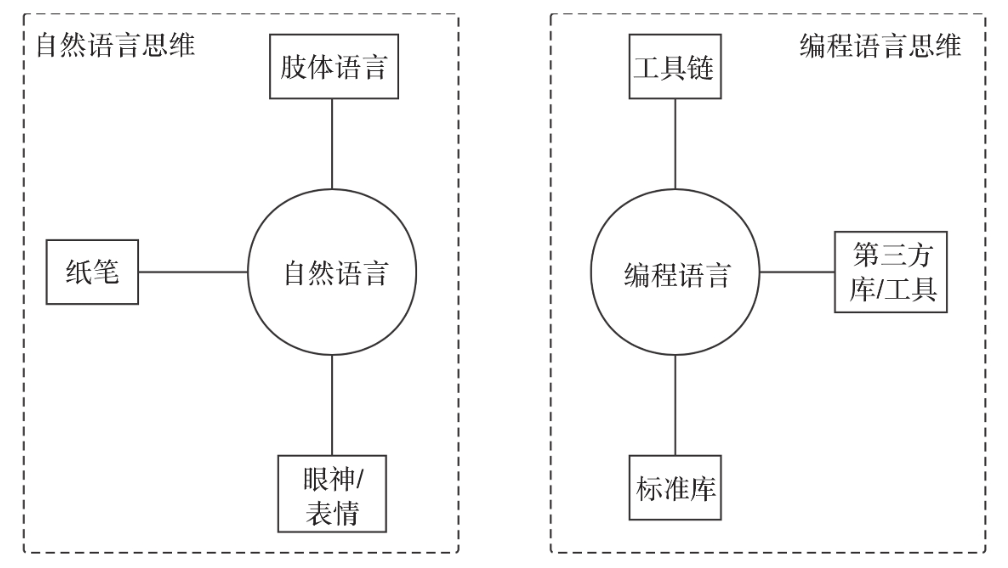 自然语言思维
肢体语言
纸笔
自然语言
眼神/
表情
编程语言思维
工具链
编程语言
第三方
库/工具
标准库